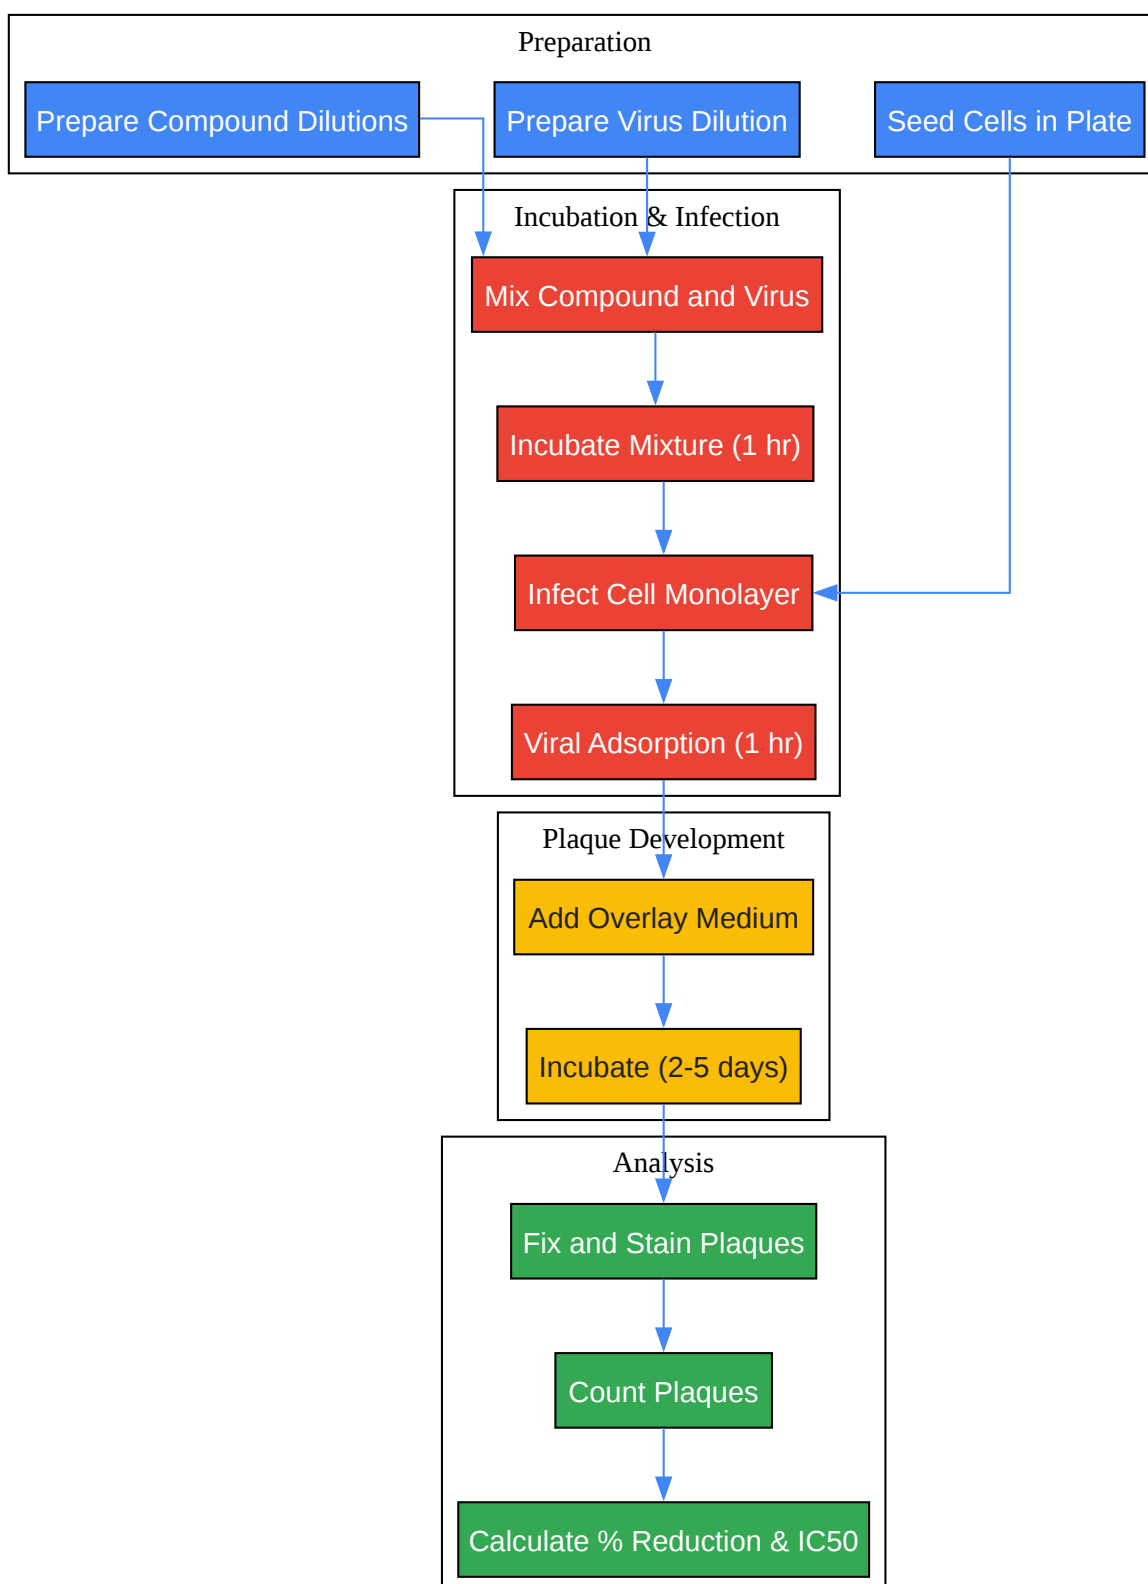 Preparation
Prepare Compound Dilutions
Prepare Virus Dilution
Seed Cells in Plate
Incubation & Infection
Mix Compound and Virus
Incubate Mixture (1 hr)
Infect Cell Monolayer
Viral Adsorption (1 hr)
Plaque Development
Add Overlay Medium
Incubate (2-5 days)
Analysis
Fix and Stain Plaques
Count Plaques
Calculate % Reduction & IC50